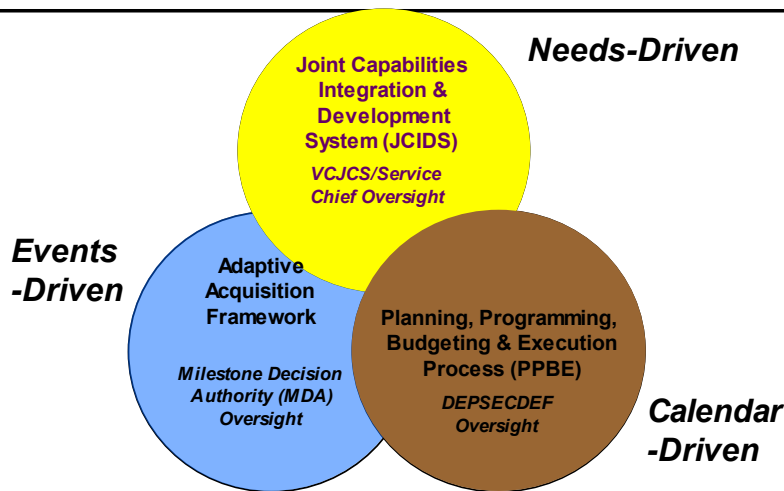 Needs-Driven
Joint Capabilities
Integration &
Development
System (JCIDS)
VCJCS/Service
Chief Oversight
Events
-Driven
Adaptive
Acquisition
Framework
Milestone Decision
Authority (MDA)
Oversight
Planning, Programming,
Budgeting & Execution
Process (PPBE)
DEPSECDEF
Oversight
Calendar
-Driven